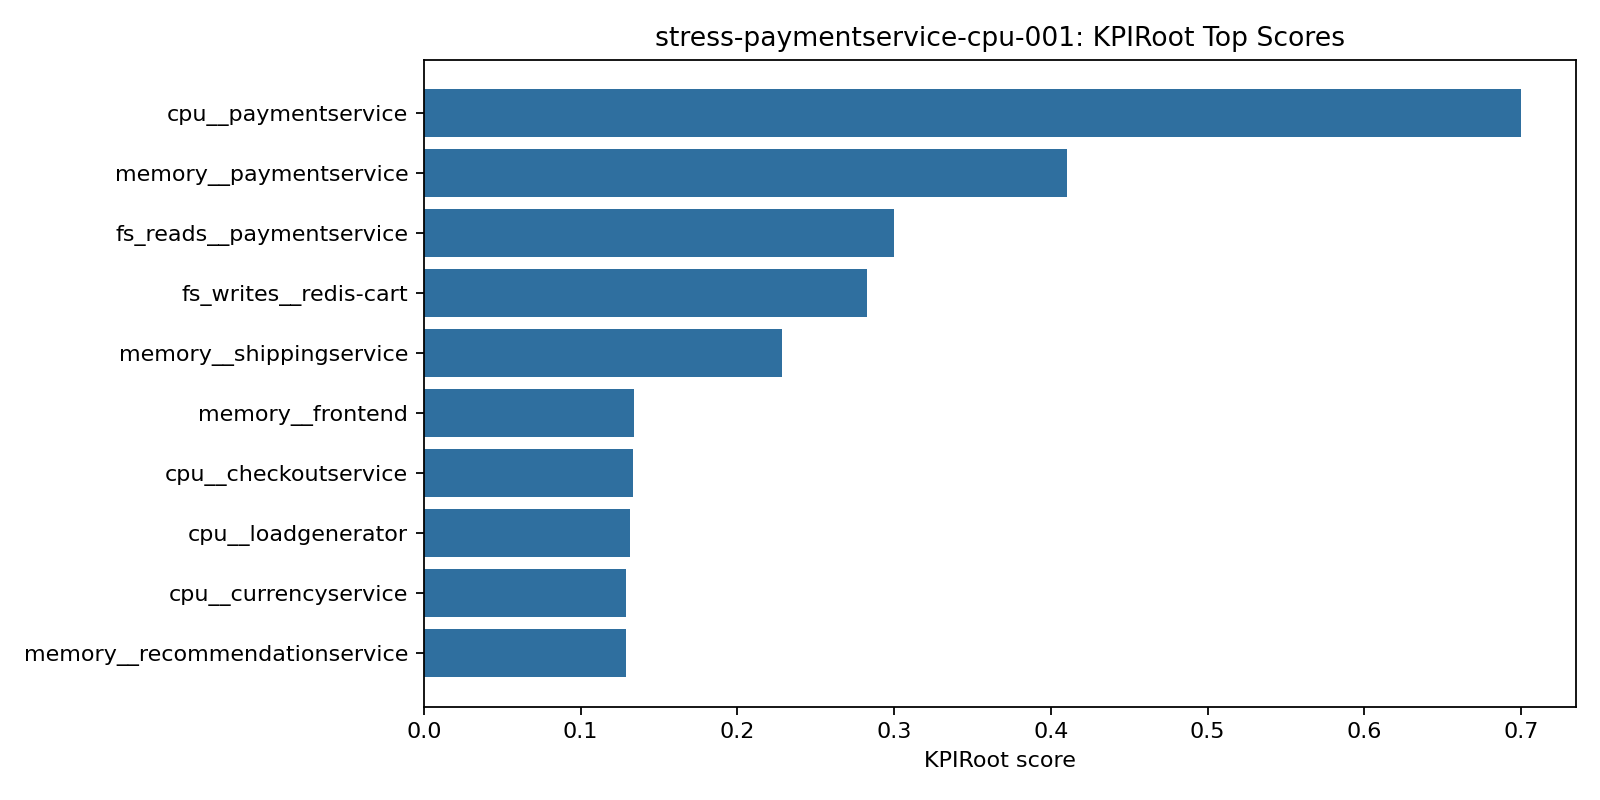 stress-paymentservice-cpu-001: KPIRoot Top Scores
cpu__paymentservice
memory__paymentservice
fs_reads__paymentservice
fs_writes__redis-cart
memory__shippingservice
memory__frontend
cpu__checkoutservice
cpu__loadgenerator
cpu__currencyservice
memory__recommendationservice
0.0 0.1 0.2 0.3 0.4 0.5 0.6 0.7
KPIRoot score